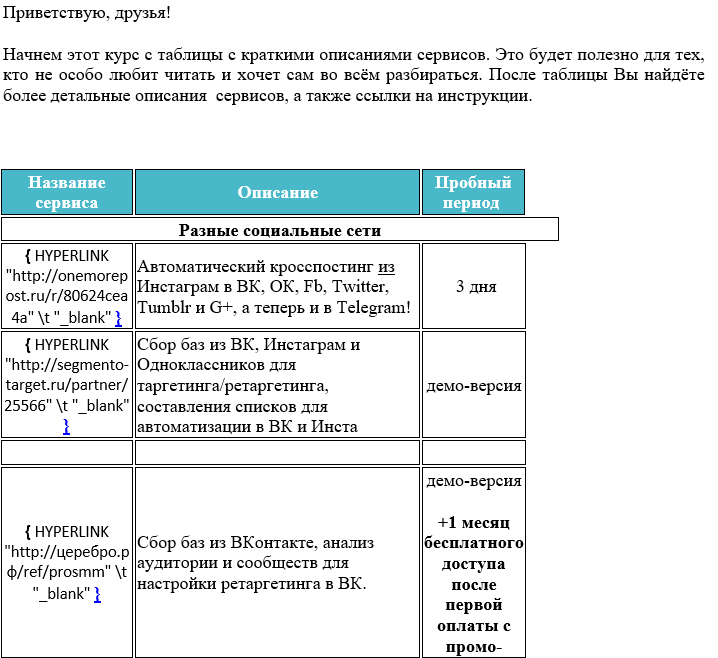 Приветствую, друзья!
Начнем этот курс с таблицы с краткими описаниями сервисов. Это будет полезно для тех,
кто не особо любит читать и хочет сам во всём разбираться. После таблицы Вы найдёте
более детальные описания  сервисов, а также ссылки на инструкции.
Название
сервиса
Описание
Пробный
период
Разные социальные сети
{ HYPERLINK
"http://onemorep
ost.ru/r/80624cea
4a" \t "_blank" }
Автоматический кросспостинг из
Инстаграм в ВК, ОК, Fb, Twitter,
Tumblr и G+, а теперь и в Telegram!
3 дня
{ HYPERLINK
"http://segmento-
target.ru/partner/
25566" \t "_blank"
}
Сбор баз из ВК, Инстаграм и
Одноклассников для
таргетинга/ретаргетинга,
составления списков для
автоматизации в ВК и Инста
демо-версия
{ HYPERLINK
"http://церебро.р
ф/ref/prosmm" \t
"_blank" }
Сбор баз из ВКонтакте, анализ
аудитории и сообществ для
настройки ретаргетинга в ВК.
демо-версия
+1 месяц
бесплатного
доступа
после
первой
оплаты с
промо-